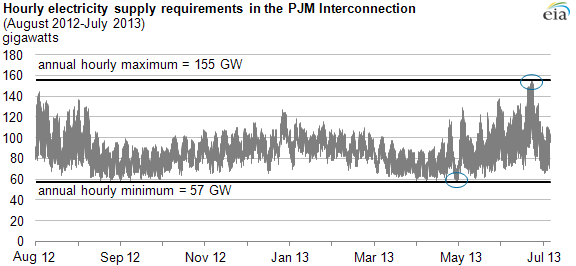 Hourly electricity supply requirements in the PJM Interconnection
(August 2012-July 2013)
gigawatts
eia
180
annual hourly maximum = 155 GW
160
140
120
100
80
60
annual hourly minimum = 57 GW
40
20
0
Aug 12 Sep 12 Nov 12 Jan 13 Mar 13 May 13 Jul 13